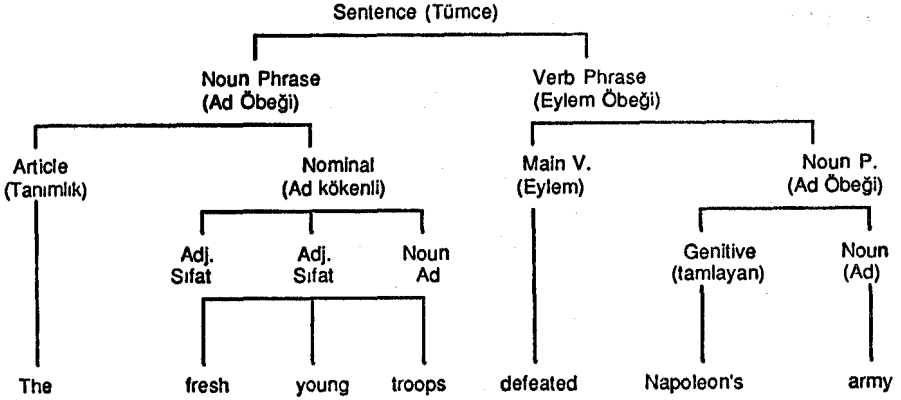 Sentence (Tümce)
Noun Phrase Verb Phrase
(Ad Öbeği) (Eylem Öbeği)
Article Nominal Main V. Noun P.
(Tanımlık) (Ad kökenli) (Eylem) (Ad Öbeği)
Adj. Adj. Noun Genitive Noun
Sıfat Sıfat Ad (tamlayan) (Ad)
The fresh young troops defeated Napoleon's army